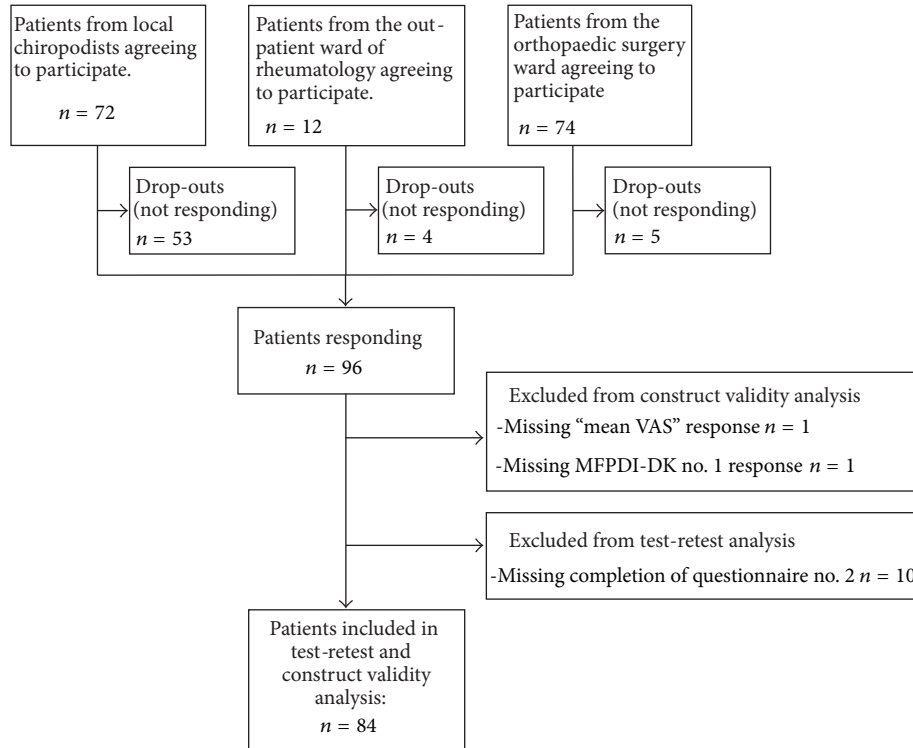 Patients from local
chiropodists agreeing
to participate.
n = 72
Patients from the out-
patient ward of
rheumatology agreeing
to participate.
n = 12
Patients from the
orthopaedic surgery
ward agreeing to
participate
n = 74
Drop-outs
(not responding)
n = 53
Drop-outs
(not responding)
n = 4
Drop-outs
(not responding)
n = 5
Patients responding
n = 96
Excluded from construct validity analysis
-Missing “mean VAS” response n = 1
-Missing MFPDI-DK no. 1 response n = 1
Excluded from test-retest analysis
-Missing completion of questionnaire no. 2 n = 10
Patients included in
test-retest and
construct validity
analysis:
n = 84